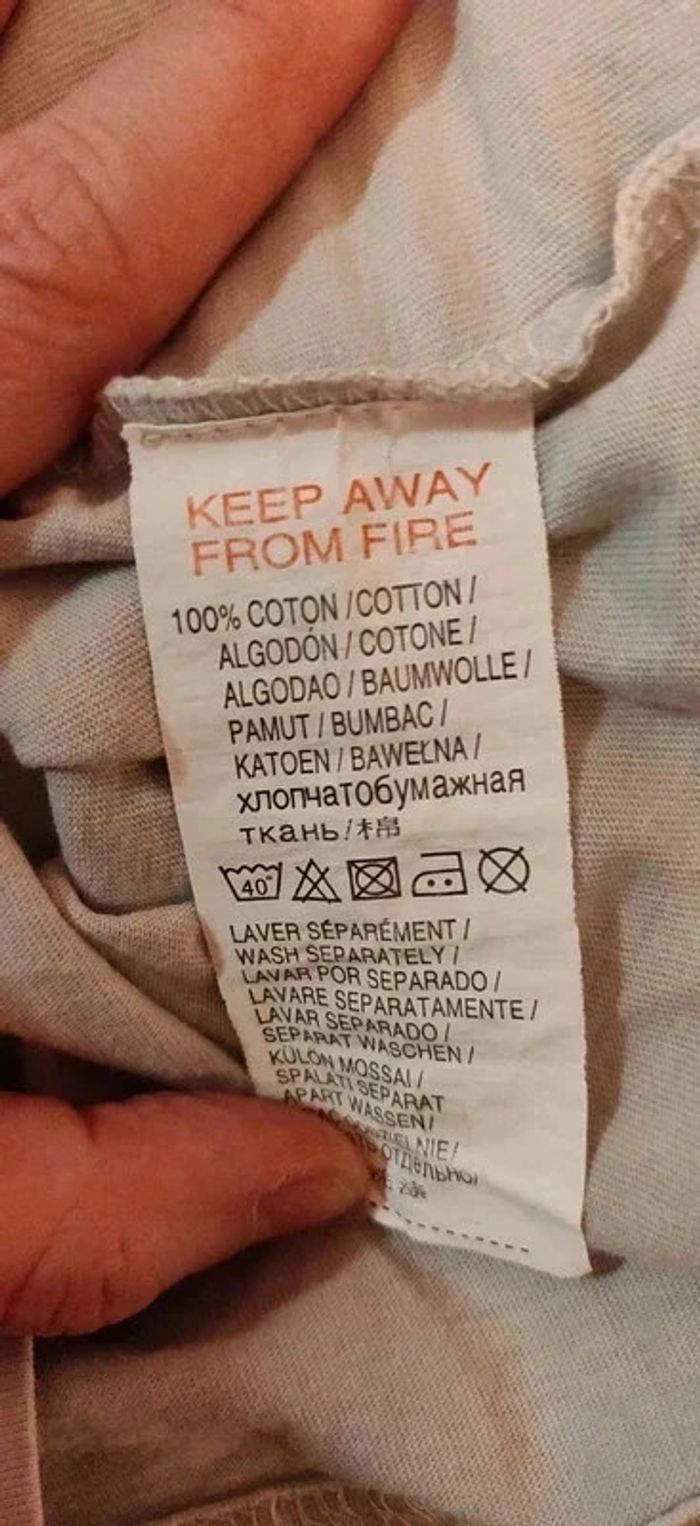 KEEP AWAY
FROM FIRE
100% COTON / COTTON /
ALGODÓN / COTONE /
ALGODAO / BAUMWOLLE /
PAMUT / BUMBAC /
KATOEN / BAWEŁNA /
хлопчатобумажная
ткань / 棉
40°
LAVER SÉPARÉMENT /
WASH SEPARATELY /
LAVAR POR SEPARADO /
LAVARE SEPARATAMENTE /
LAVAR SEPARADO /
SEPARAT WASCHEN /
KÜLÖN MOSSAI /
SPALATI SEPARAT
APART WASSEN /
отдельно/